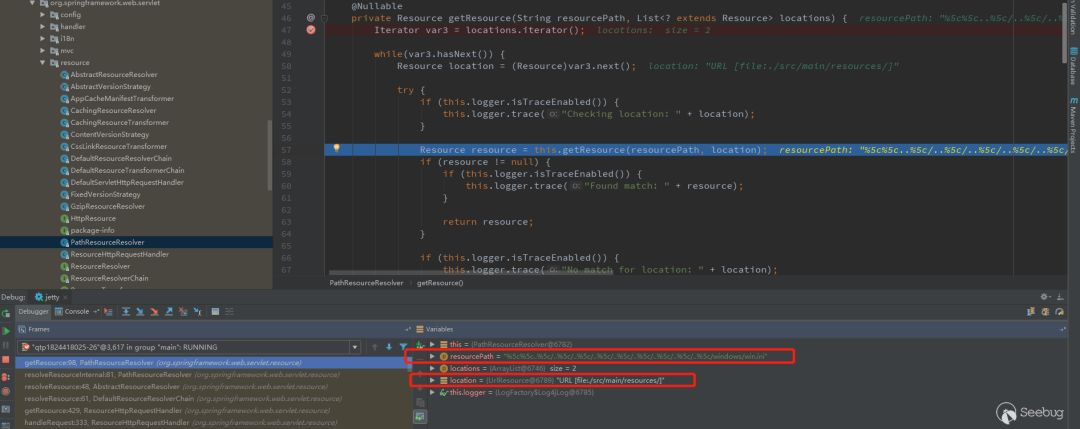 org.springframework.web.servlet
config
handler
i18n
mvc
resource
AbstractResourceResolver
AbstractVersionStrategy
AppCacheManifestTransformer
CachingResourceResolver
CachingResourceTransformer
ContentVersionStrategy
CssLinkResourceTransformer
DefaultResourceResolverChain
DefaultResourceTransformerChain
DefaultServletHttpRequestHandler
FixedVersionStrategy
GzipResourceResolver
HttpResource
package-info
PathResourceResolver
ResourceHttpRequestHandler
ResourceResolver
ResourceResolverChain
45 @Nullable
46 @ private Resource getResource(String resourcePath, List<? extends Resource> locations) { resourcePath: "%5c%5c..%5c/..%5c/..%5c/..%5
47 Iterator var3 = locations.iterator(); locations: size = 2
48
49 while(var3.hasNext()) {
50 Resource location = (Resource)var3.next(); location: "URL [file:./src/main/resources/]"
51
52 try {
53 if (this.logger.isTraceEnabled()) {
54 this.logger.trace( o: "Checking location: " + location);
55 }
56
57 Resource resource = this.getResource(resourcePath, location); resourcePath: "%5c%5c..%5c/..%5c/..%5c/..%5c/..%5c/..%5c/
58 if (resource != null) {
59 if (this.logger.isTraceEnabled()) {
60 this.logger.trace( o: "Found match: " + resource);
61 }
62
63 return resource;
64 }
65
66 if (this.logger.isTraceEnabled()) {
67 this.logger.trace( o: "No match for location: " + location);
PathResourceResolver › getResource()
Validation
Database
Maven Projects
Debug: jetty ×
Debugger Console
Frames
Variables
"qtp1824418025-26"@3,617 in group "main": RUNNING
getResource:98, PathResourceResolver (org.springframework.web.servlet.resource)
resolveResourceInternal:81, PathResourceResolver (org.springframework.web.servlet.resource)
resolveResource:48, AbstractResourceResolver (org.springframework.web.servlet.resource)
resolveResource:61, DefaultResourceResolverChain (org.springframework.web.servlet.resource)
getResource:429, ResourceHttpRequestHandler (org.springframework.web.servlet.resource)
handleRequest:333, ResourceHttpRequestHandler (org.springframework.web.servlet.resource)
this = {PathResourceResolver@6782}
resourcePath = "%5c%5c..%5c/..%5c/..%5c/..%5c/..%5c/..%5c/..%5c/..%5c/..%5c/windows/win.ini"
locations = {ArrayList@6746} size = 2
location = {UrlResource@6789} "URL [file:./src/main/resources/]"
this.logger = {LogFactory$Log4jLog@6785}
Seebug